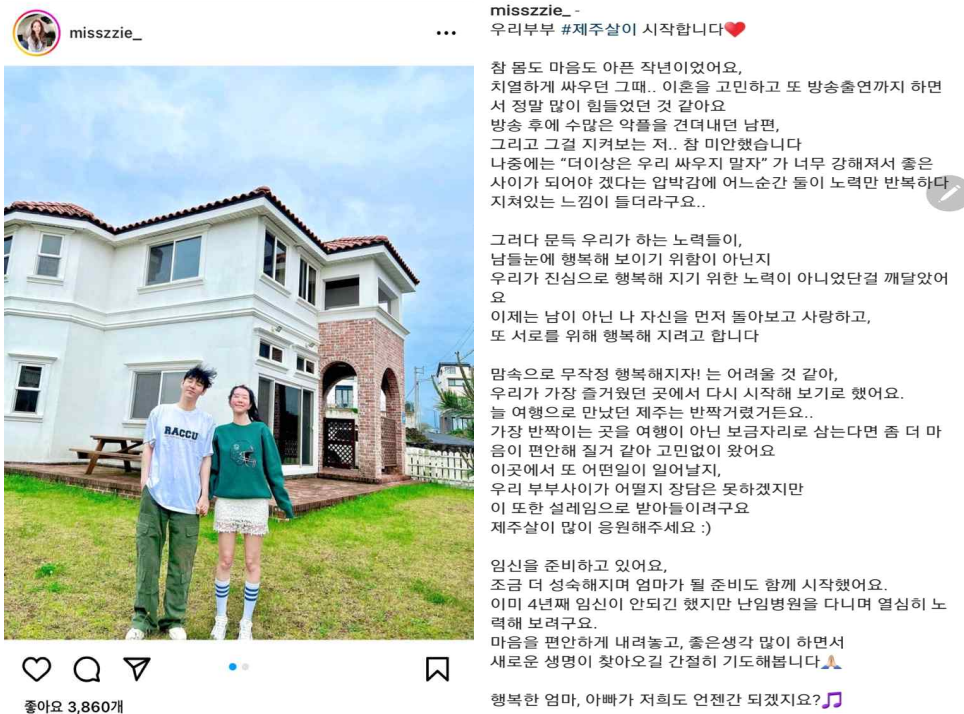 misszzie_
RACCU
좋아요 3,860개
misszzie_ -
우리부부 #제주살이 시작합니다❤️
참 몸도 마음도 아픈 작년이었어요,
치열하게 싸우던 그때.. 이혼을 고민하고 또 방송출연까지 하면
서 정말 많이 힘들었던 것 같아요
방송 후에 수많은 악플을 견뎌내던 남편,
그리고 그걸 지켜보는 저.. 참 미안했습니다
나중에는 “더이상은 우리 싸우지 말자” 가 너무 강해져서 좋은
사이가 되어야 겠다는 압박감에 어느순간 둘이 노력만 반복하다
지쳐있는 느낌이 들더라구요..
그러다 문득 우리가 하는 노력들이,
남들눈에 행복해 보이기 위함이 아닌지
우리가 진심으로 행복해 지기 위한 노력이 아니었단걸 깨달았어
요
이제는 남이 아닌 나 자신을 먼저 돌아보고 사랑하고,
또 서로를 위해 행복해 지려고 합니다
맘속으로 무작정 행복해지자! 는 어려울 것 같아,
우리가 가장 즐거웠던 곳에서 다시 시작해 보기로 했어요.
늘 여행으로 만났던 제주는 반짝거렸거든요..
가장 반짝이는 곳을 여행이 아닌 보금자리로 삼는다면 좀 더 마
음이 편안해 질거 같아 고민없이 왔어요
이곳에서 또 어떤일이 일어날지,
우리 부부사이가 어떨지 장담은 못하겠지만
이 또한 설레임으로 받아들이려구요
제주살이 많이 응원해주세요 :)
임신을 준비하고 있어요,
조금 더 성숙해지며 엄마가 될 준비도 함께 시작했어요.
이미 4년째 임신이 안되긴 했지만 난임병원을 다니며 열심히 노
력해 보려구요.
마음을 편안하게 내려놓고, 좋은생각 많이 하면서
새로운 생명이 찾아오길 간절히 기도해봅니다🙏🏻
행복한 엄마, 아빠가 저희도 언젠간 되겠지요?🎵